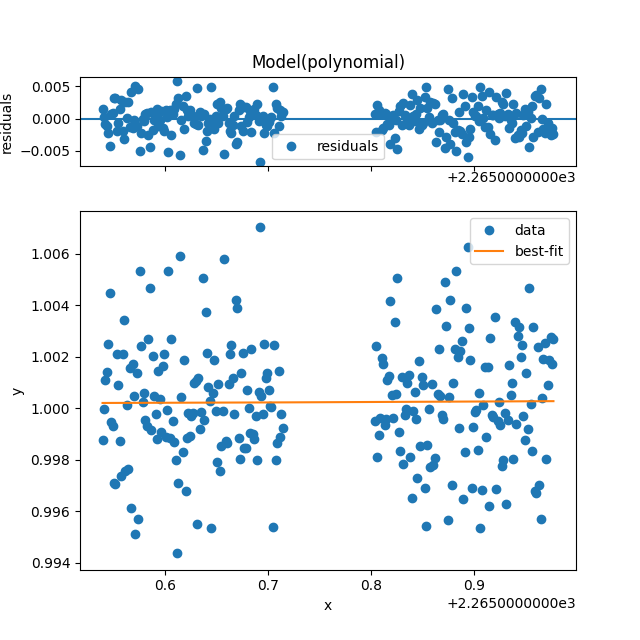 Model(polynomial)
0.005
0.000
−0.005
residuals
residuals
+2.2650000000e3
1.006
1.004
1.002
1.000
0.998
0.996
0.994
y
data
best-fit
0.6 0.7 0.8 0.9
x
+2.2650000000e3